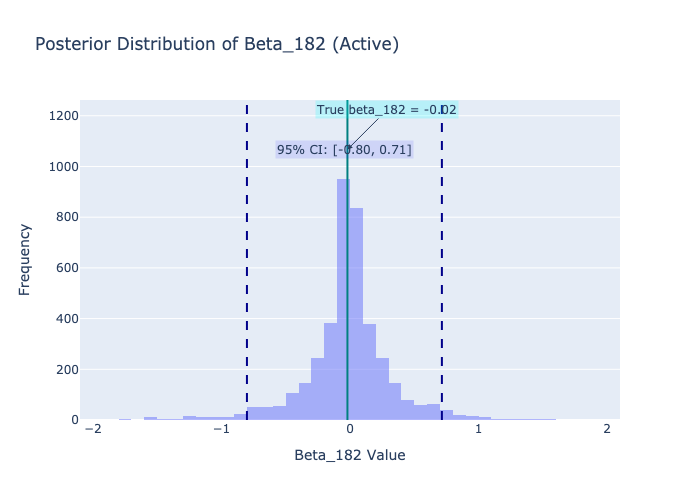 Posterior Distribution of Beta_182 (Active)
True beta_182 = -0.02
95% CI: [-0.80, 0.71]
1200
1000
800
600
400
200
0
Frequency
−2
−1
0
1
2
Beta_182 Value